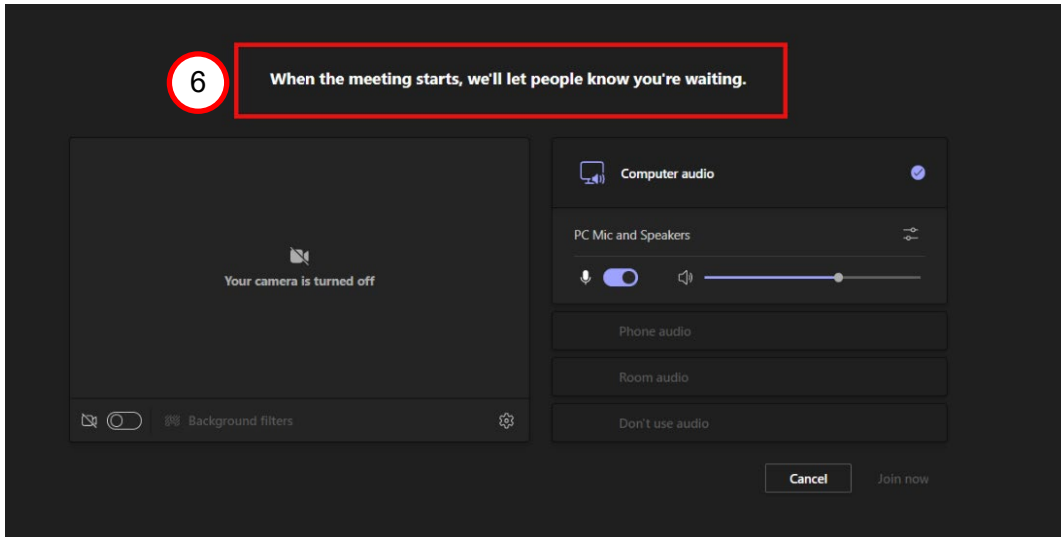 6
When the meeting starts, we'll let people know you're waiting.
Your camera is turned off
Background filters
Computer audio
PC Mic and Speakers
Phone audio
Room audio
Don't use audio
Cancel
Join now